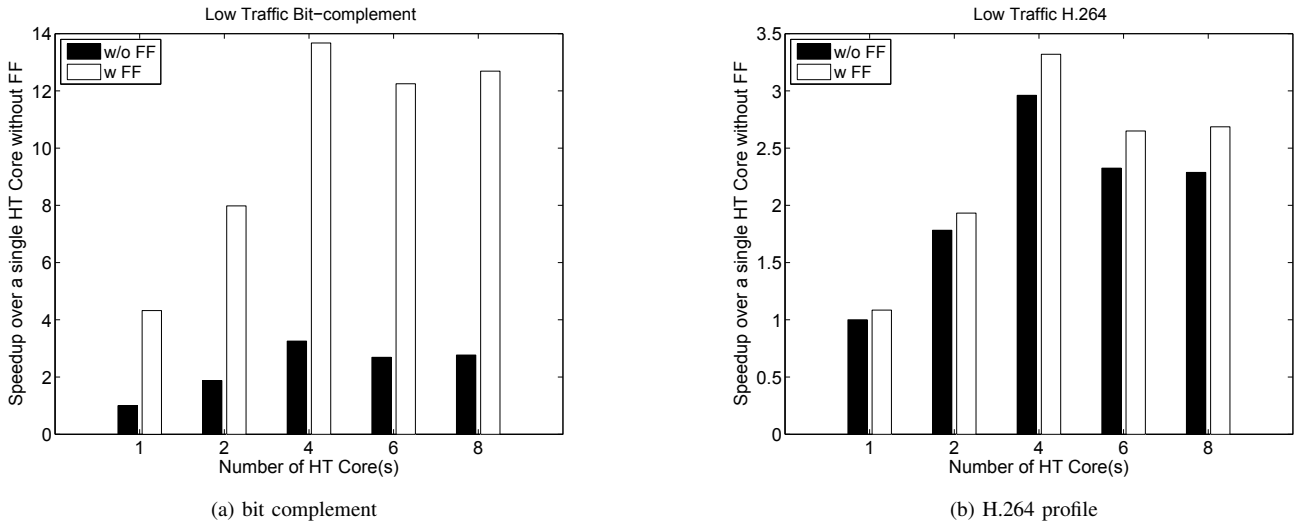 Low Traffic Bit−complement
14
12
10
8
6
4
2
0
Speedup over a single HT Core without FF
w/o FF
w FF
1 2 4 6 8
Number of HT Core(s)
(a) bit complement
Low Traffic H.264
3.5
3
2.5
2
1.5
1
0.5
0
Speedup over a single HT Core without FF
w/o FF
w FF
1 2 4 6 8
Number of HT Core(s)
(b) H.264 profile